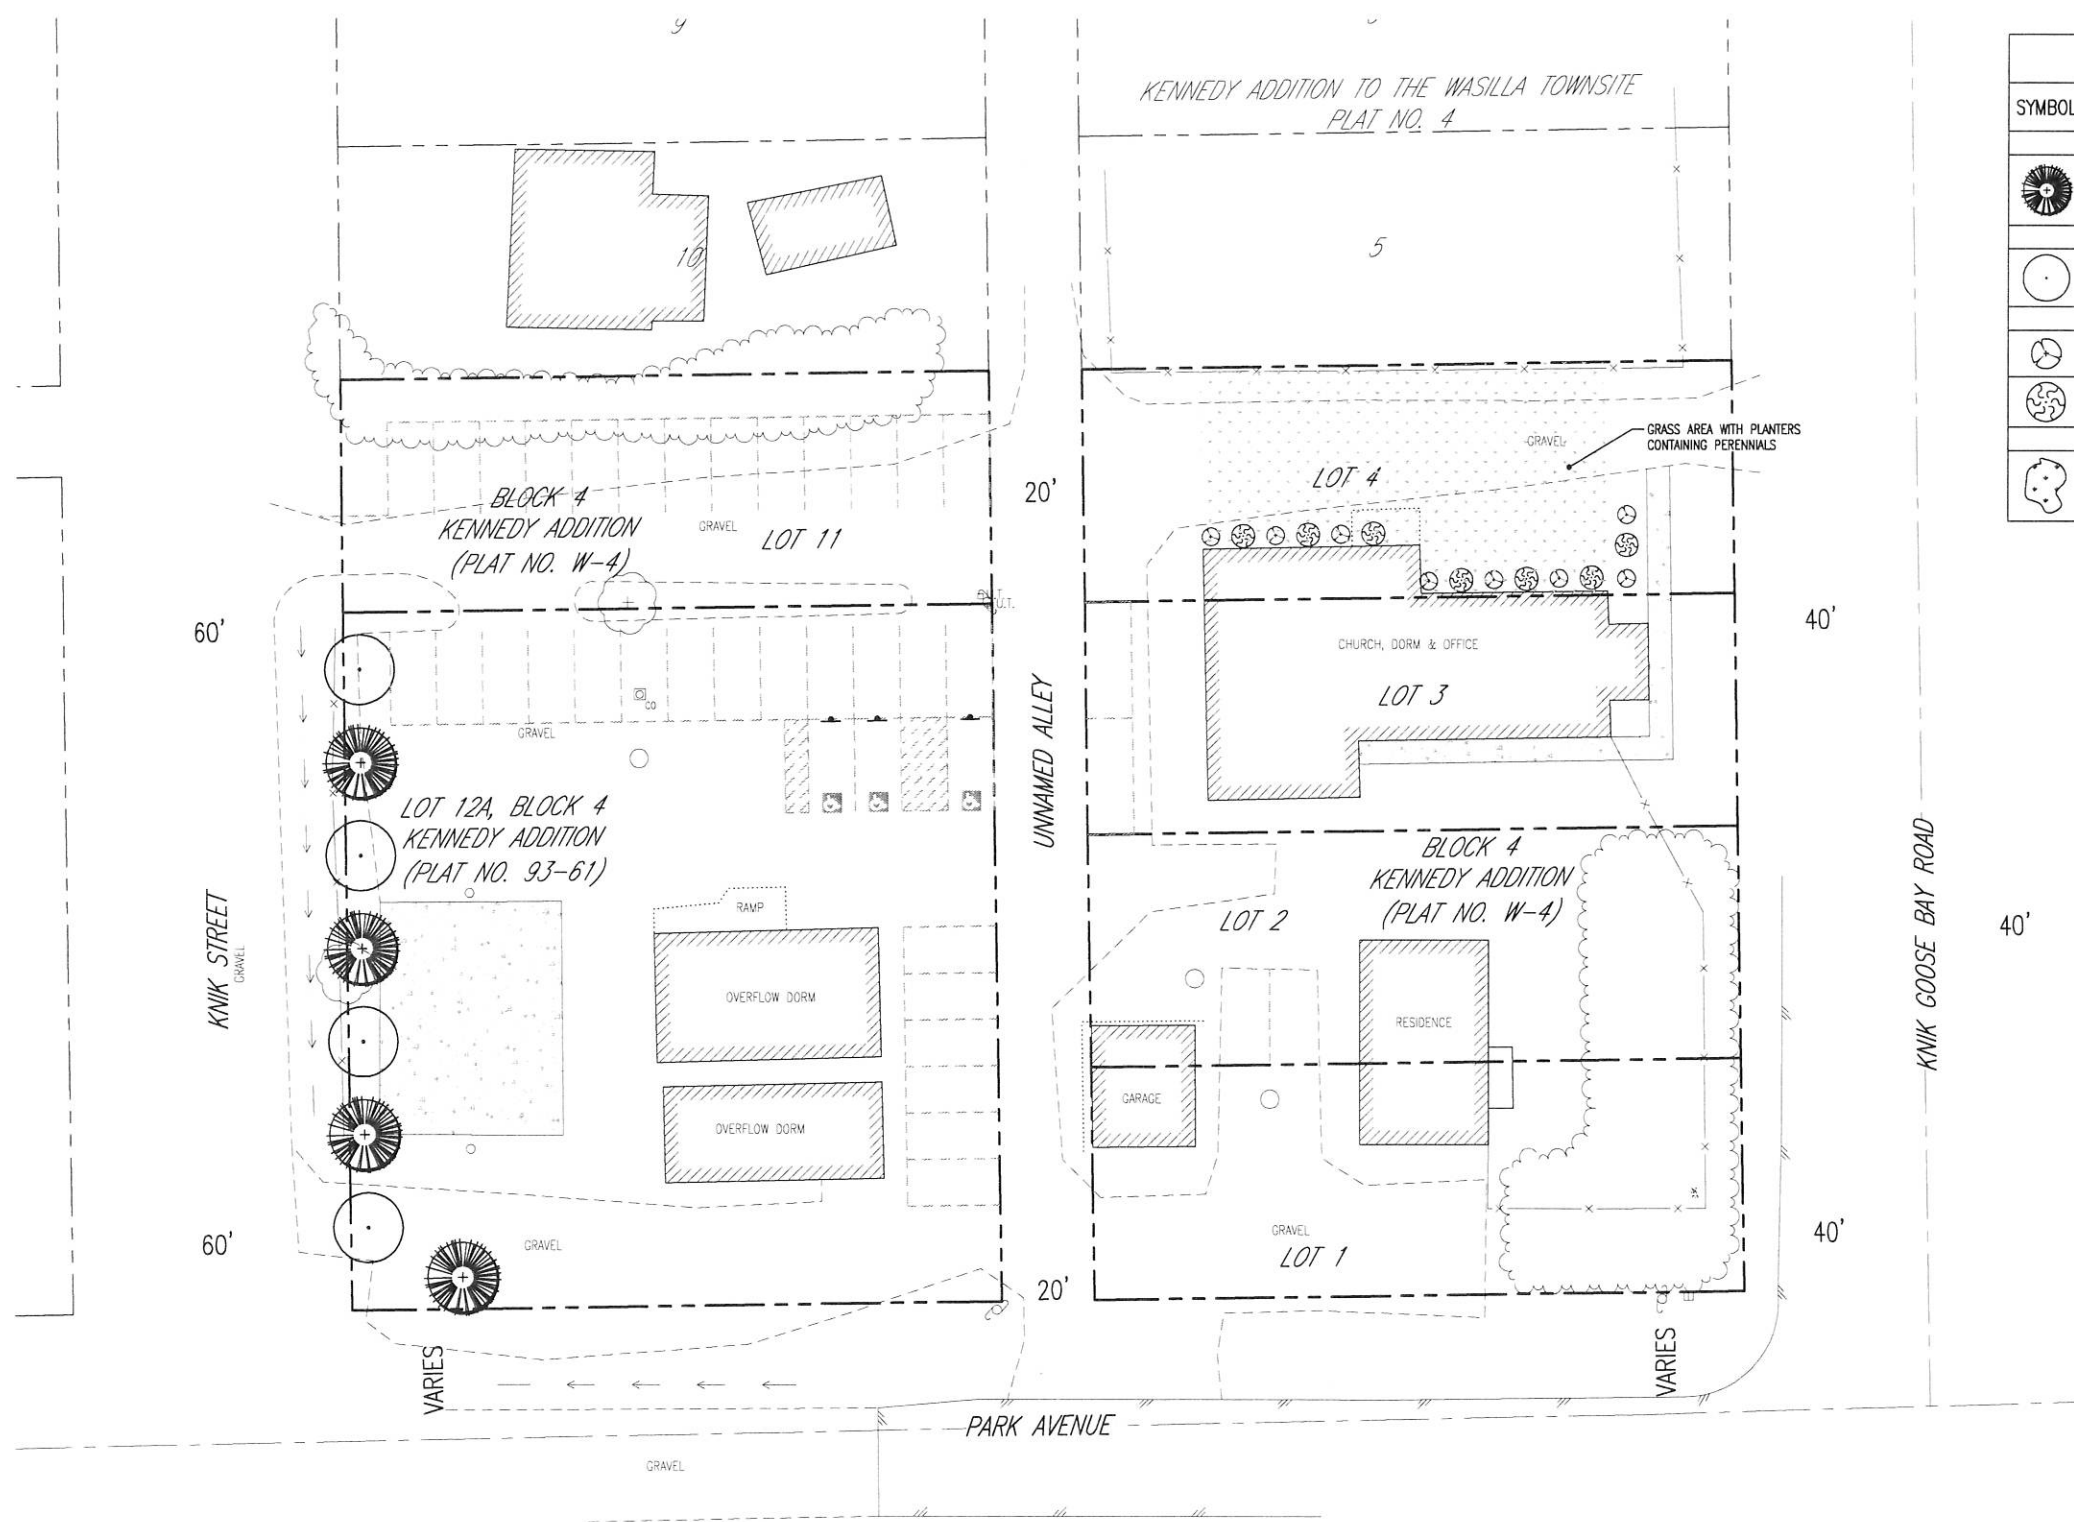 9
KENNEDY ADDITION TO THE WASILLA TOWNSITE
PLAT NO. 4
SYMBOL
10
5
GRASS AREA WITH PLANTERS
CONTAINING PERENNIALS
GRAVEL
LOT 4
20'
BLOCK 4
KENNEDY ADDITION
(PLAT NO. W-4)
GRAVEL
LOT 11
U.T.
60'
40'
CHURCH, DORM & OFFICE
LOT 3
CO
GRAVEL
UNNAMED ALLEY
LOT 12A, BLOCK 4
KENNEDY ADDITION
(PLAT NO. 93-61)
BLOCK 4
KENNEDY ADDITION
(PLAT NO. W-4)
LOT 2
RAMP
KNIK STREET
GRAVEL
KNIK GOOSE BAY ROAD
40'
OVERFLOW DORM
RESIDENCE
GARAGE
OVERFLOW DORM
60'
GRAVEL
GRAVEL
LOT 1
40'
20'
VARIES
VARIES
PARK AVENUE
GRAVEL